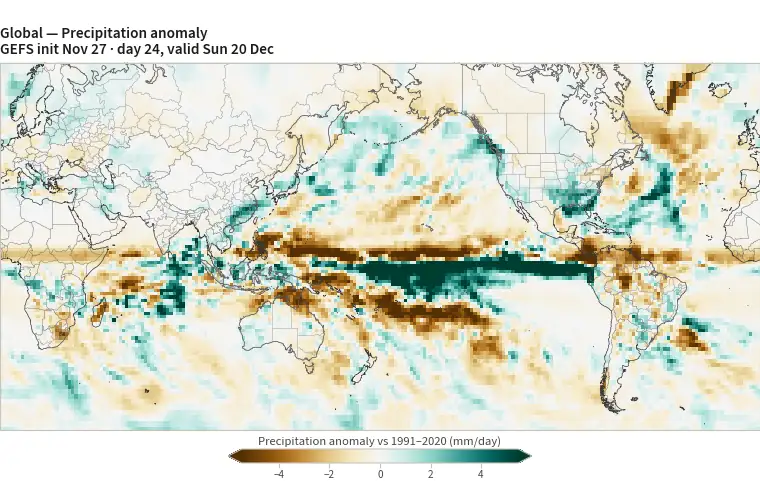 Global — Precipitation anomaly
GEFS init Nov 27 · day 24, valid Sun 20 Dec
Precipitation anomaly vs 1991–2020 (mm/day)
−4 −2 0 2 4